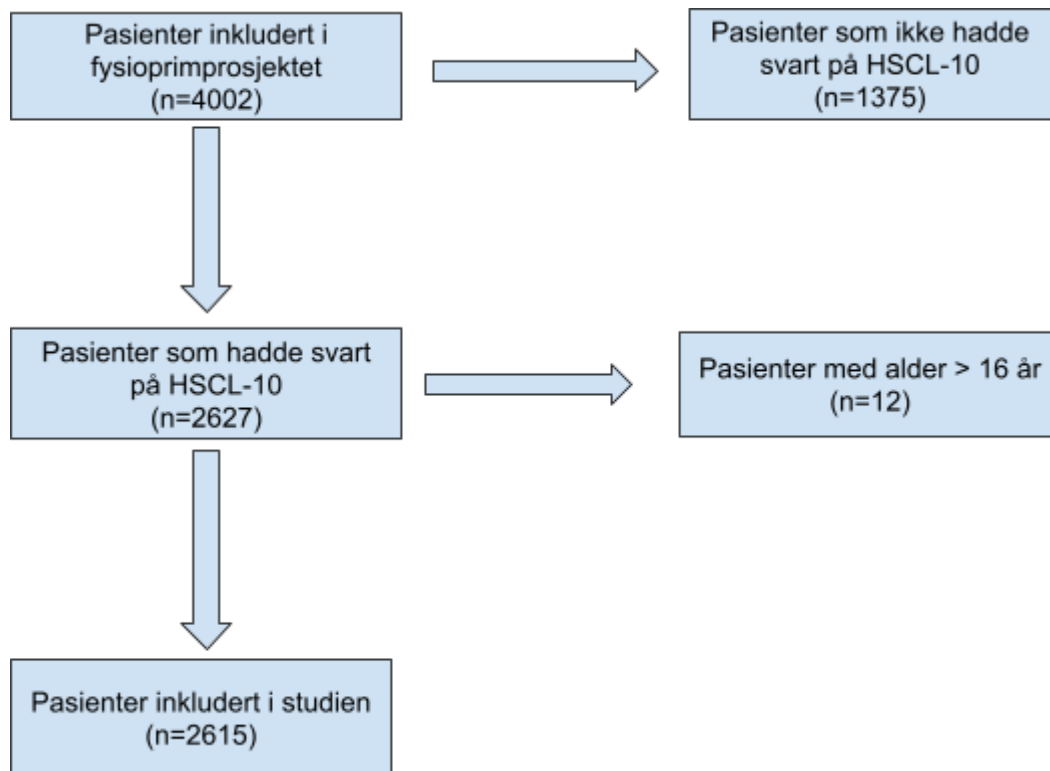 Pasienter inkludert i
fysioprimprosjektet
(n=4002)
Pasienter som ikke hadde
svart på HSCL-10
(n=1375)
Pasienter som hadde svart
på HSCL-10
(n=2627)
Pasienter med alder > 16 år
(n=12)
Pasienter inkludert i studien
(n=2615)